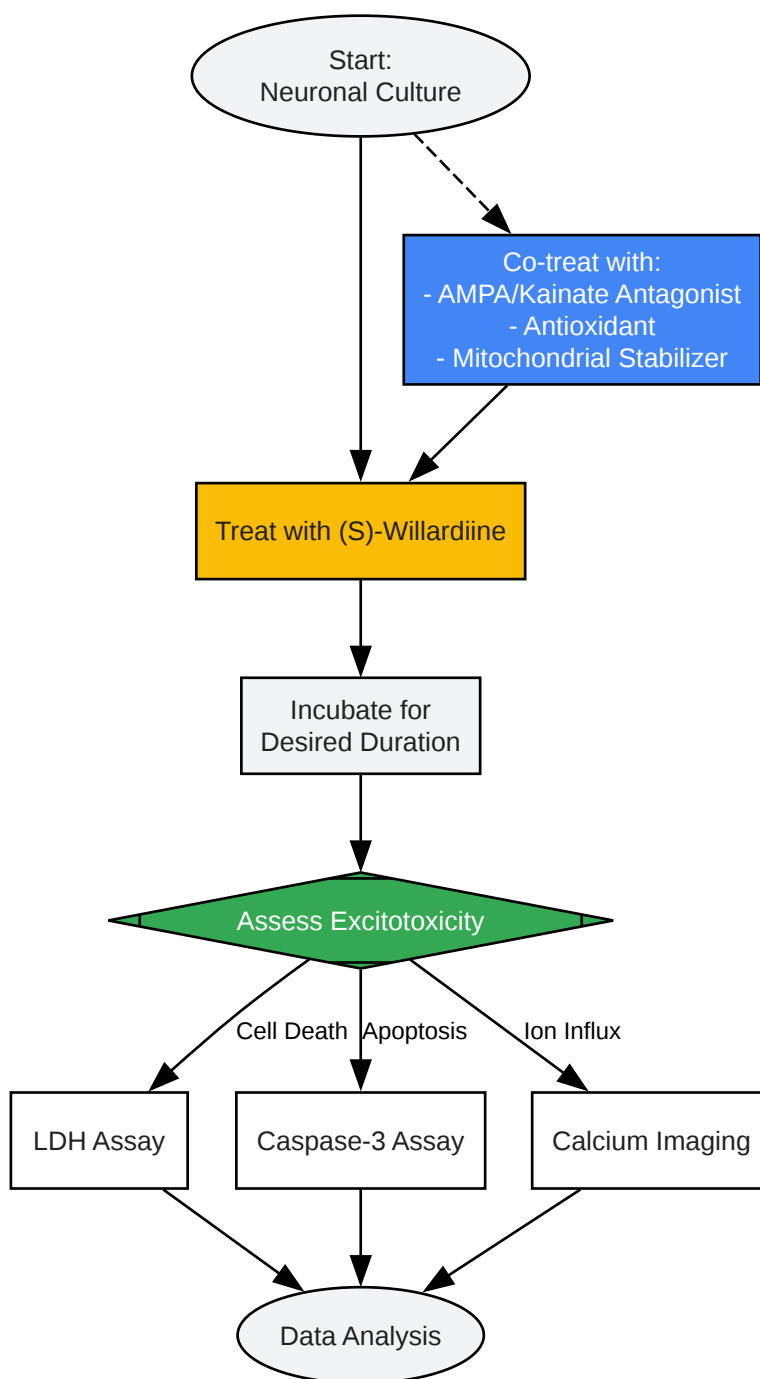 Start:
Neuronal Culture
Co-treat with:
- AMPA/Kainate Antagonist
- Antioxidant
- Mitochondrial Stabilizer
Treat with (S)-Willardiine
Incubate for
Desired Duration
Assess Excitotoxicity
Cell Death
Apoptosis
Ion Influx
LDH Assay
Caspase-3 Assay
Calcium Imaging
Data Analysis